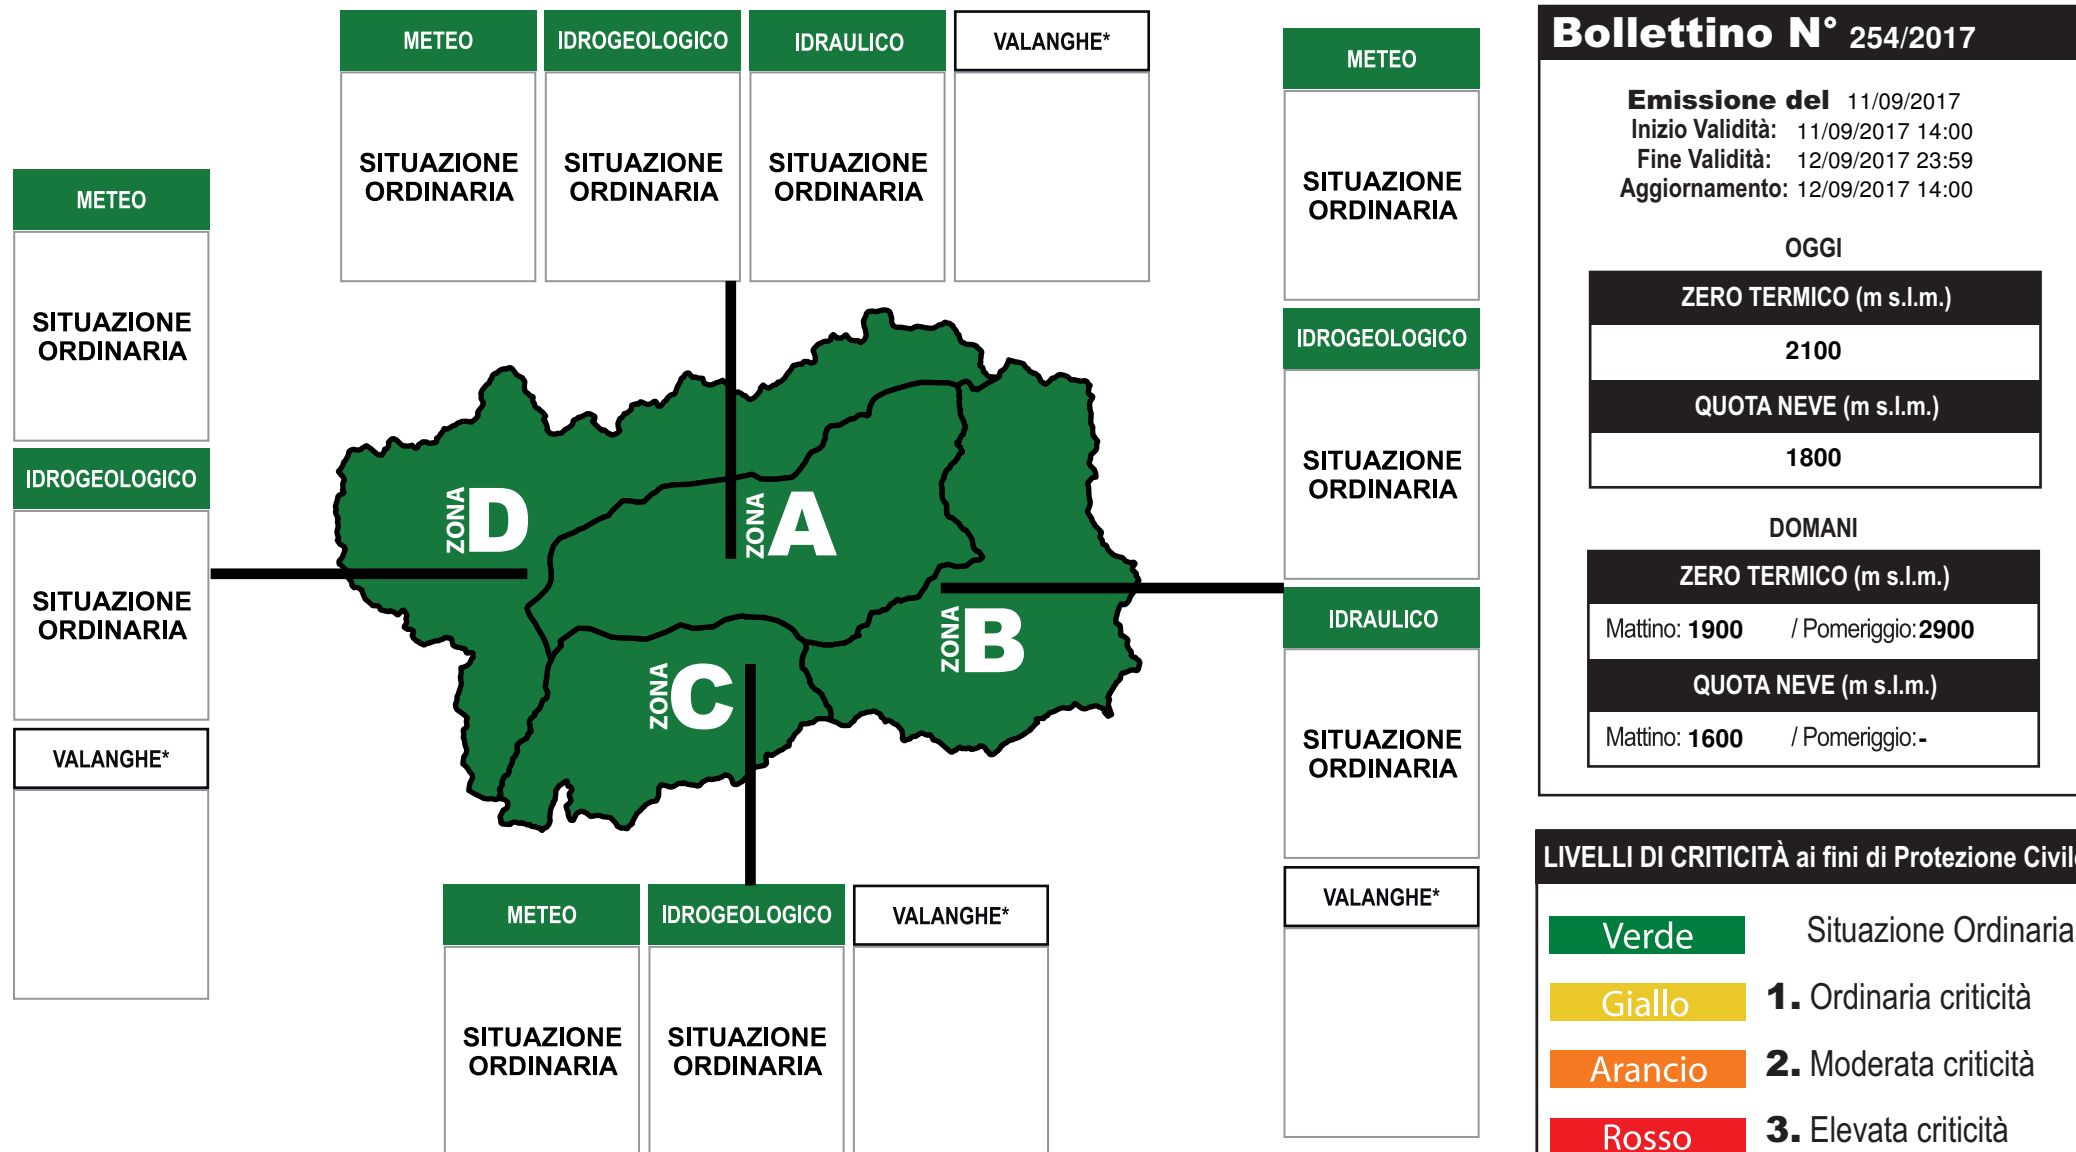 METEO
IDROGEOLOGICO
IDRAULICO
VALANGHE*
SITUAZIONE
ORDINARIA
SITUAZIONE
ORDINARIA
SITUAZIONE
ORDINARIA
METEO
SITUAZIONE
ORDINARIA
IDROGEOLOGICO
SITUAZIONE
ORDINARIA
VALANGHE*
ZONA D
ZONA A
ZONA B
ZONA C
METEO
SITUAZIONE
ORDINARIA
IDROGEOLOGICO
SITUAZIONE
ORDINARIA
IDRAULICO
SITUAZIONE
ORDINARIA
VALANGHE*
METEO
IDROGEOLOGICO
VALANGHE*
SITUAZIONE
ORDINARIA
SITUAZIONE
ORDINARIA
Bollettino N° 254/2017
Emissione del 11/09/2017
Inizio Validità: 11/09/2017 14:00
Fine Validità: 12/09/2017 23:59
Aggiornamento: 12/09/2017 14:00
OGGI
ZERO TERMICO (m s.l.m.)
2100
QUOTA NEVE (m s.l.m.)
1800
DOMANI
ZERO TERMICO (m s.l.m.)
Mattino: 1900 / Pomeriggio: 2900
QUOTA NEVE (m s.l.m.)
Mattino: 1600 / Pomeriggio: -
LIVELLI DI CRITICITÀ ai fini di Protezione Civile
Verde Situazione Ordinaria
Giallo 1. Ordinaria criticità
Arancio 2. Moderata criticità
Rosso 3. Elevata criticità